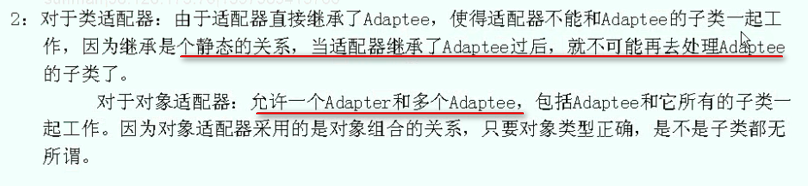 2：对于类适配器：由于适配器直接继承了Adaptee，使得适配器不能和Adaptee的子类一起工
作，因为继承是个静态的关系，当适配器继承了Adaptee过后，就不可能再去处理Adaptee
的子类了。
对于对象适配器：允许一个Adapter和多个Adaptee，包括Adaptee和它所有的子类一
起工作。因为对象适配器采用的是对象组合的关系，只要对象类型正确，是不是子类都无
所谓。